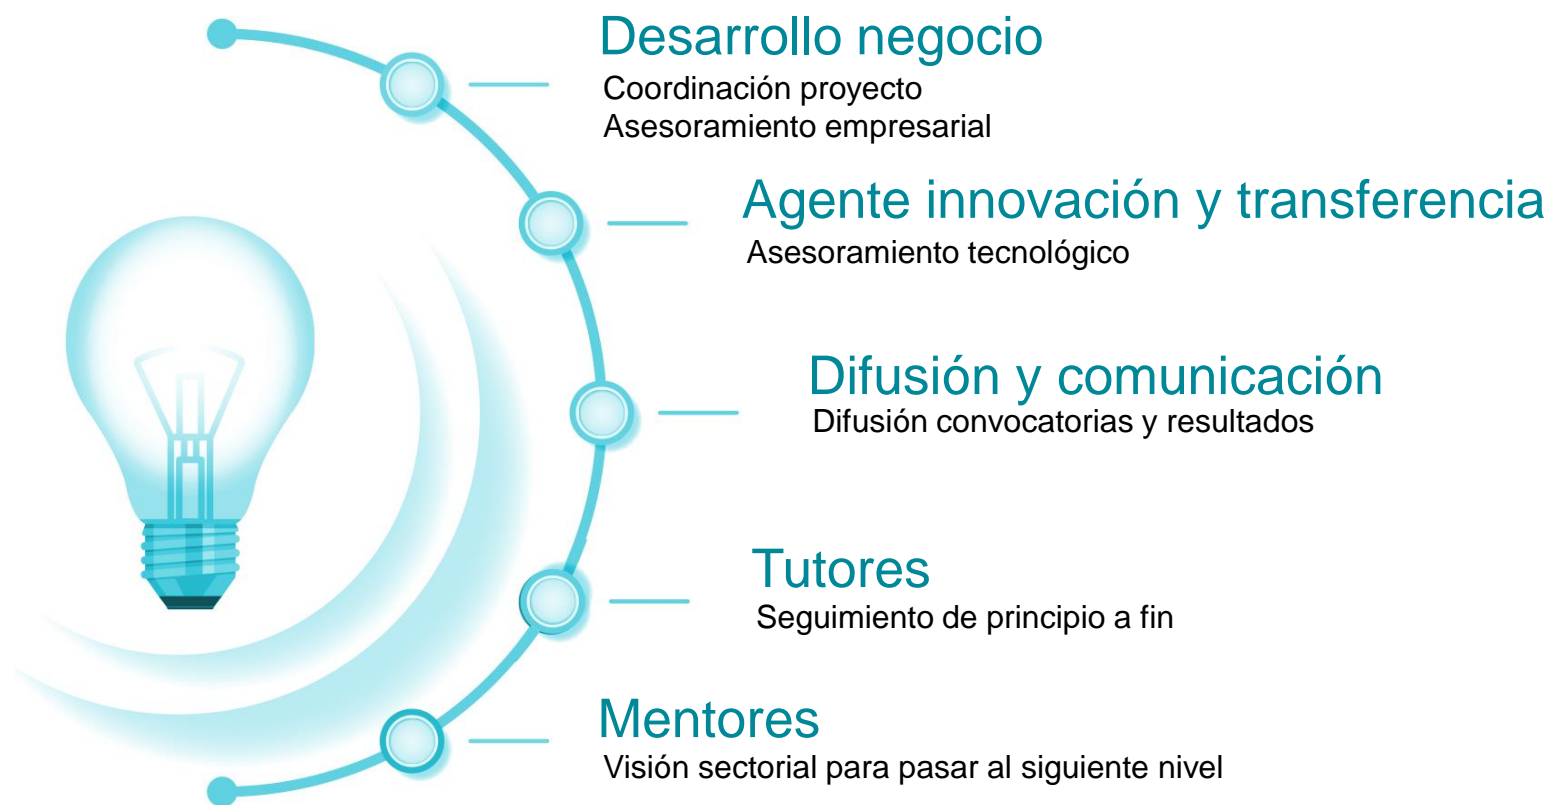 Desarrollo negocio
Coordinación proyecto
Asesoramiento empresarial
Agente innovación y transferencia
Asesoramiento tecnológico
Difusión y comunicación
Difusión convocatorias y resultados
Tutores
Seguimiento de principio a fin
Mentores
Visión sectorial para pasar al siguiente nivel